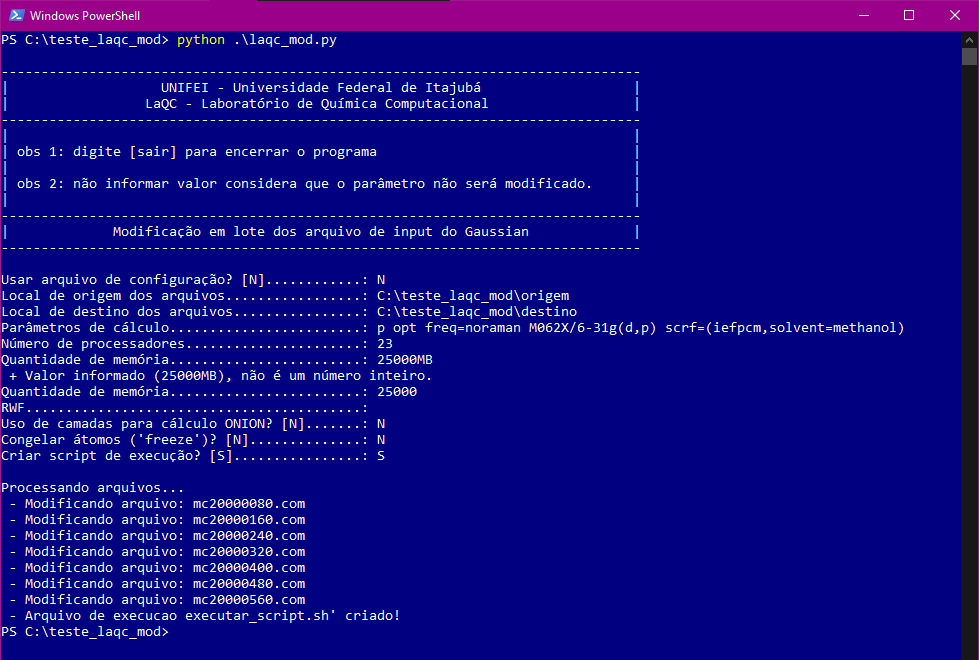 Windows PowerShell
PS C:\teste_laqc_mod> python .\laqc_mod.py
--------------------------------------------------------------------------------
|                   UNIFEI - Universidade Federal de Itajubá                   |
|                 LaQC - Laboratório de Química Computacional                  |
--------------------------------------------------------------------------------
|                                                                              |
| obs 1: digite [sair] para encerrar o programa                                |
|                                                                              |
| obs 2: não informar valor considera que o parâmetro não será modificado.     |
|                                                                              |
--------------------------------------------------------------------------------
|             Modificação em lote dos arquivo de input do Gaussian             |
--------------------------------------------------------------------------------
Usar arquivo de configuração? [N]............: N
Local de origem dos arquivos.................: C:\teste_laqc_mod\origem
Local de destino dos arquivos................: C:\teste_laqc_mod\destino
Parâmetros de cálculo........................: p opt freq=noraman M062X/6-31g(d,p) scrf=(iefpcm,solvent=methanol)
Número de processadores......................: 23
Quantidade de memória........................: 25000MB
 + Valor informado (25000MB), não é um número inteiro.
Quantidade de memória........................: 25000
RWF..........................................:
Uso de camadas para cálculo ONION? [N].......: N
Congelar átomos ('freeze')? [N]..............: N
Criar script de execução? [S]................: S
Processando arquivos...
 - Modificando arquivo: mc20000080.com
 - Modificando arquivo: mc20000160.com
 - Modificando arquivo: mc20000240.com
 - Modificando arquivo: mc20000320.com
 - Modificando arquivo: mc20000400.com
 - Modificando arquivo: mc20000480.com
 - Modificando arquivo: mc20000560.com
 - Arquivo de execucao executar_script.sh' criado!
PS C:\teste_laqc_mod>